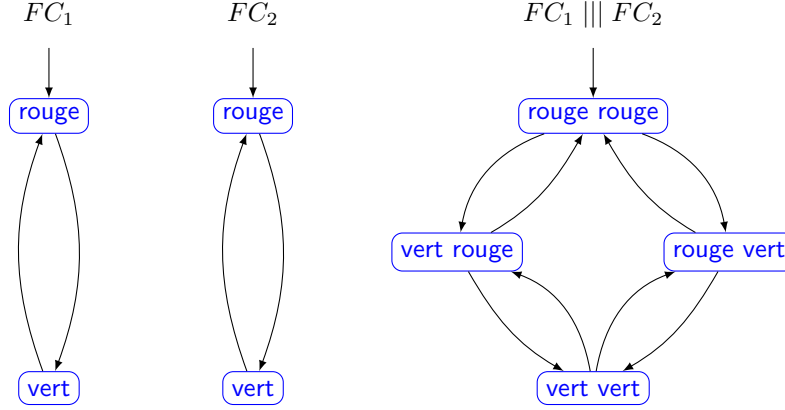 FC₁
FC₂
FC₁ ||| FC₂
rouge
rouge
rouge rouge
vert rouge
rouge vert
vert
vert
vert vert